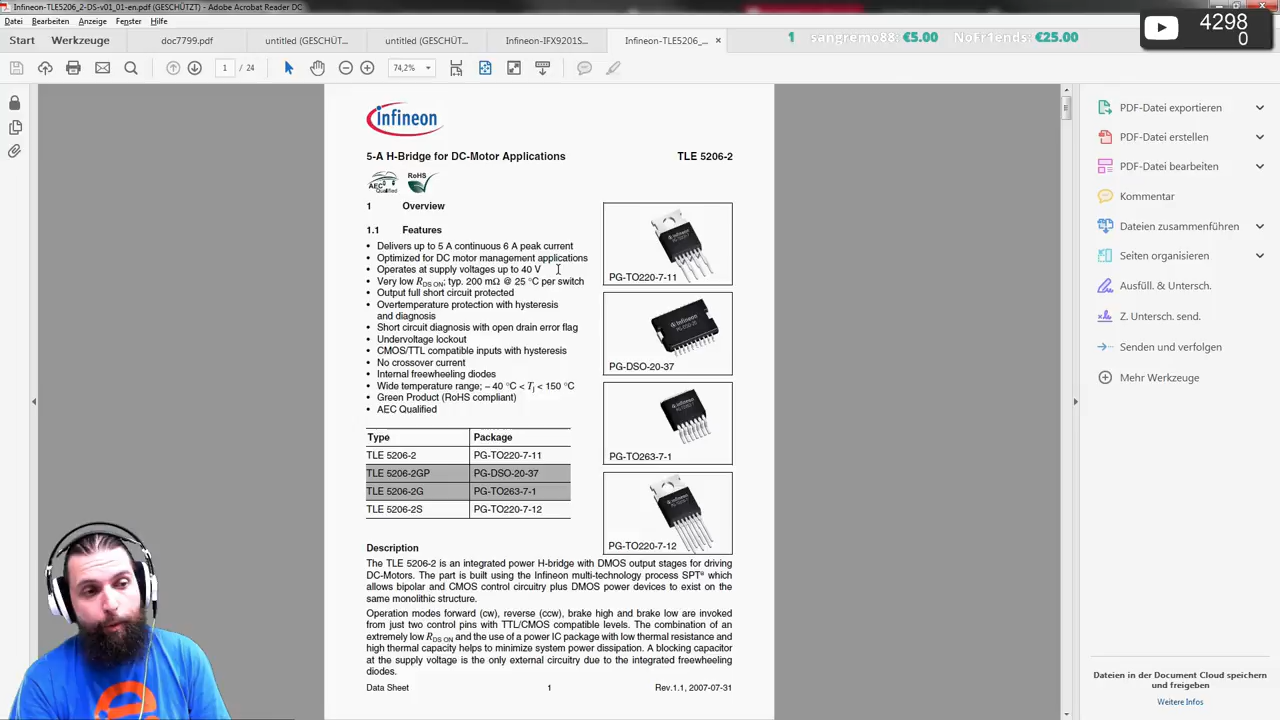 Infineon-TLE5206_2-DS-v01_01-en.pdf (GESCHÜTZT) - Adobe Acrobat Reader DC
Datei Bearbeiten Anzeige Fenster Hilfe
Start Werkzeuge doc7799.pdf untitled (GESCHÜT... untitled (GESCHÜT... Infineon-IFX9201S... Infineon-TLE5206_... ×
1 sangremo88: €5.00 NoFr1ends: €25.00
4298
0
1 / 24 74,2%
infineon
5-A H-Bridge for DC-Motor Applications TLE 5206-2
AEC Qualified RoHS
1 Overview
1.1 Features
• Delivers up to 5 A continuous 6 A peak current
• Optimized for DC motor management applications
• Operates at supply voltages up to 40 V
• Very low R DS ON; typ. 200 mΩ @ 25 °C per switch
• Output full short circuit protected
• Overtemperature protection with hysteresis
and diagnosis
• Short circuit diagnosis with open drain error flag
• Undervoltage lockout
• CMOS/TTL compatible inputs with hysteresis
• No crossover current
• Internal freewheeling diodes
• Wide temperature range; – 40 °C < Tj < 150 °C
• Green Product (RoHS compliant)
• AEC Qualified
PG-TO220-7-11
PG-DSO-20-37
PG-TO263-7-1
PG-TO220-7-12
Type Package
TLE 5206-2 PG-TO220-7-11
TLE 5206-2GP PG-DSO-20-37
TLE 5206-2G PG-TO263-7-1
TLE 5206-2S PG-TO220-7-12
Description
The TLE 5206-2 is an integrated power H-bridge with DMOS output stages for driving
DC-Motors. The part is built using the Infineon multi-technology process SPT® which
allows bipolar and CMOS control circuitry plus DMOS power devices to exist on the
same monolithic structure.
Operation modes forward (cw), reverse (ccw), brake high and brake low are invoked
from just two control pins with TTL/CMOS compatible levels. The combination of an
extremely low R DS ON and the use of a power IC package with low thermal resistance and
high thermal capacity helps to minimize system power dissipation. A blocking capacitor
at the supply voltage is the only external circuitry due to the integrated freewheeling
diodes.
Data Sheet 1 Rev.1.1, 2007-07-31
PDF-Datei exportieren
PDF-Datei erstellen
PDF-Datei bearbeiten
Kommentar
Dateien zusammenführen
Seiten organisieren
Ausfüll. & Untersch.
Z. Untersch. send.
Senden und verfolgen
Mehr Werkzeuge
Dateien in der Document Cloud speichern
und freigeben
Weitere Infos